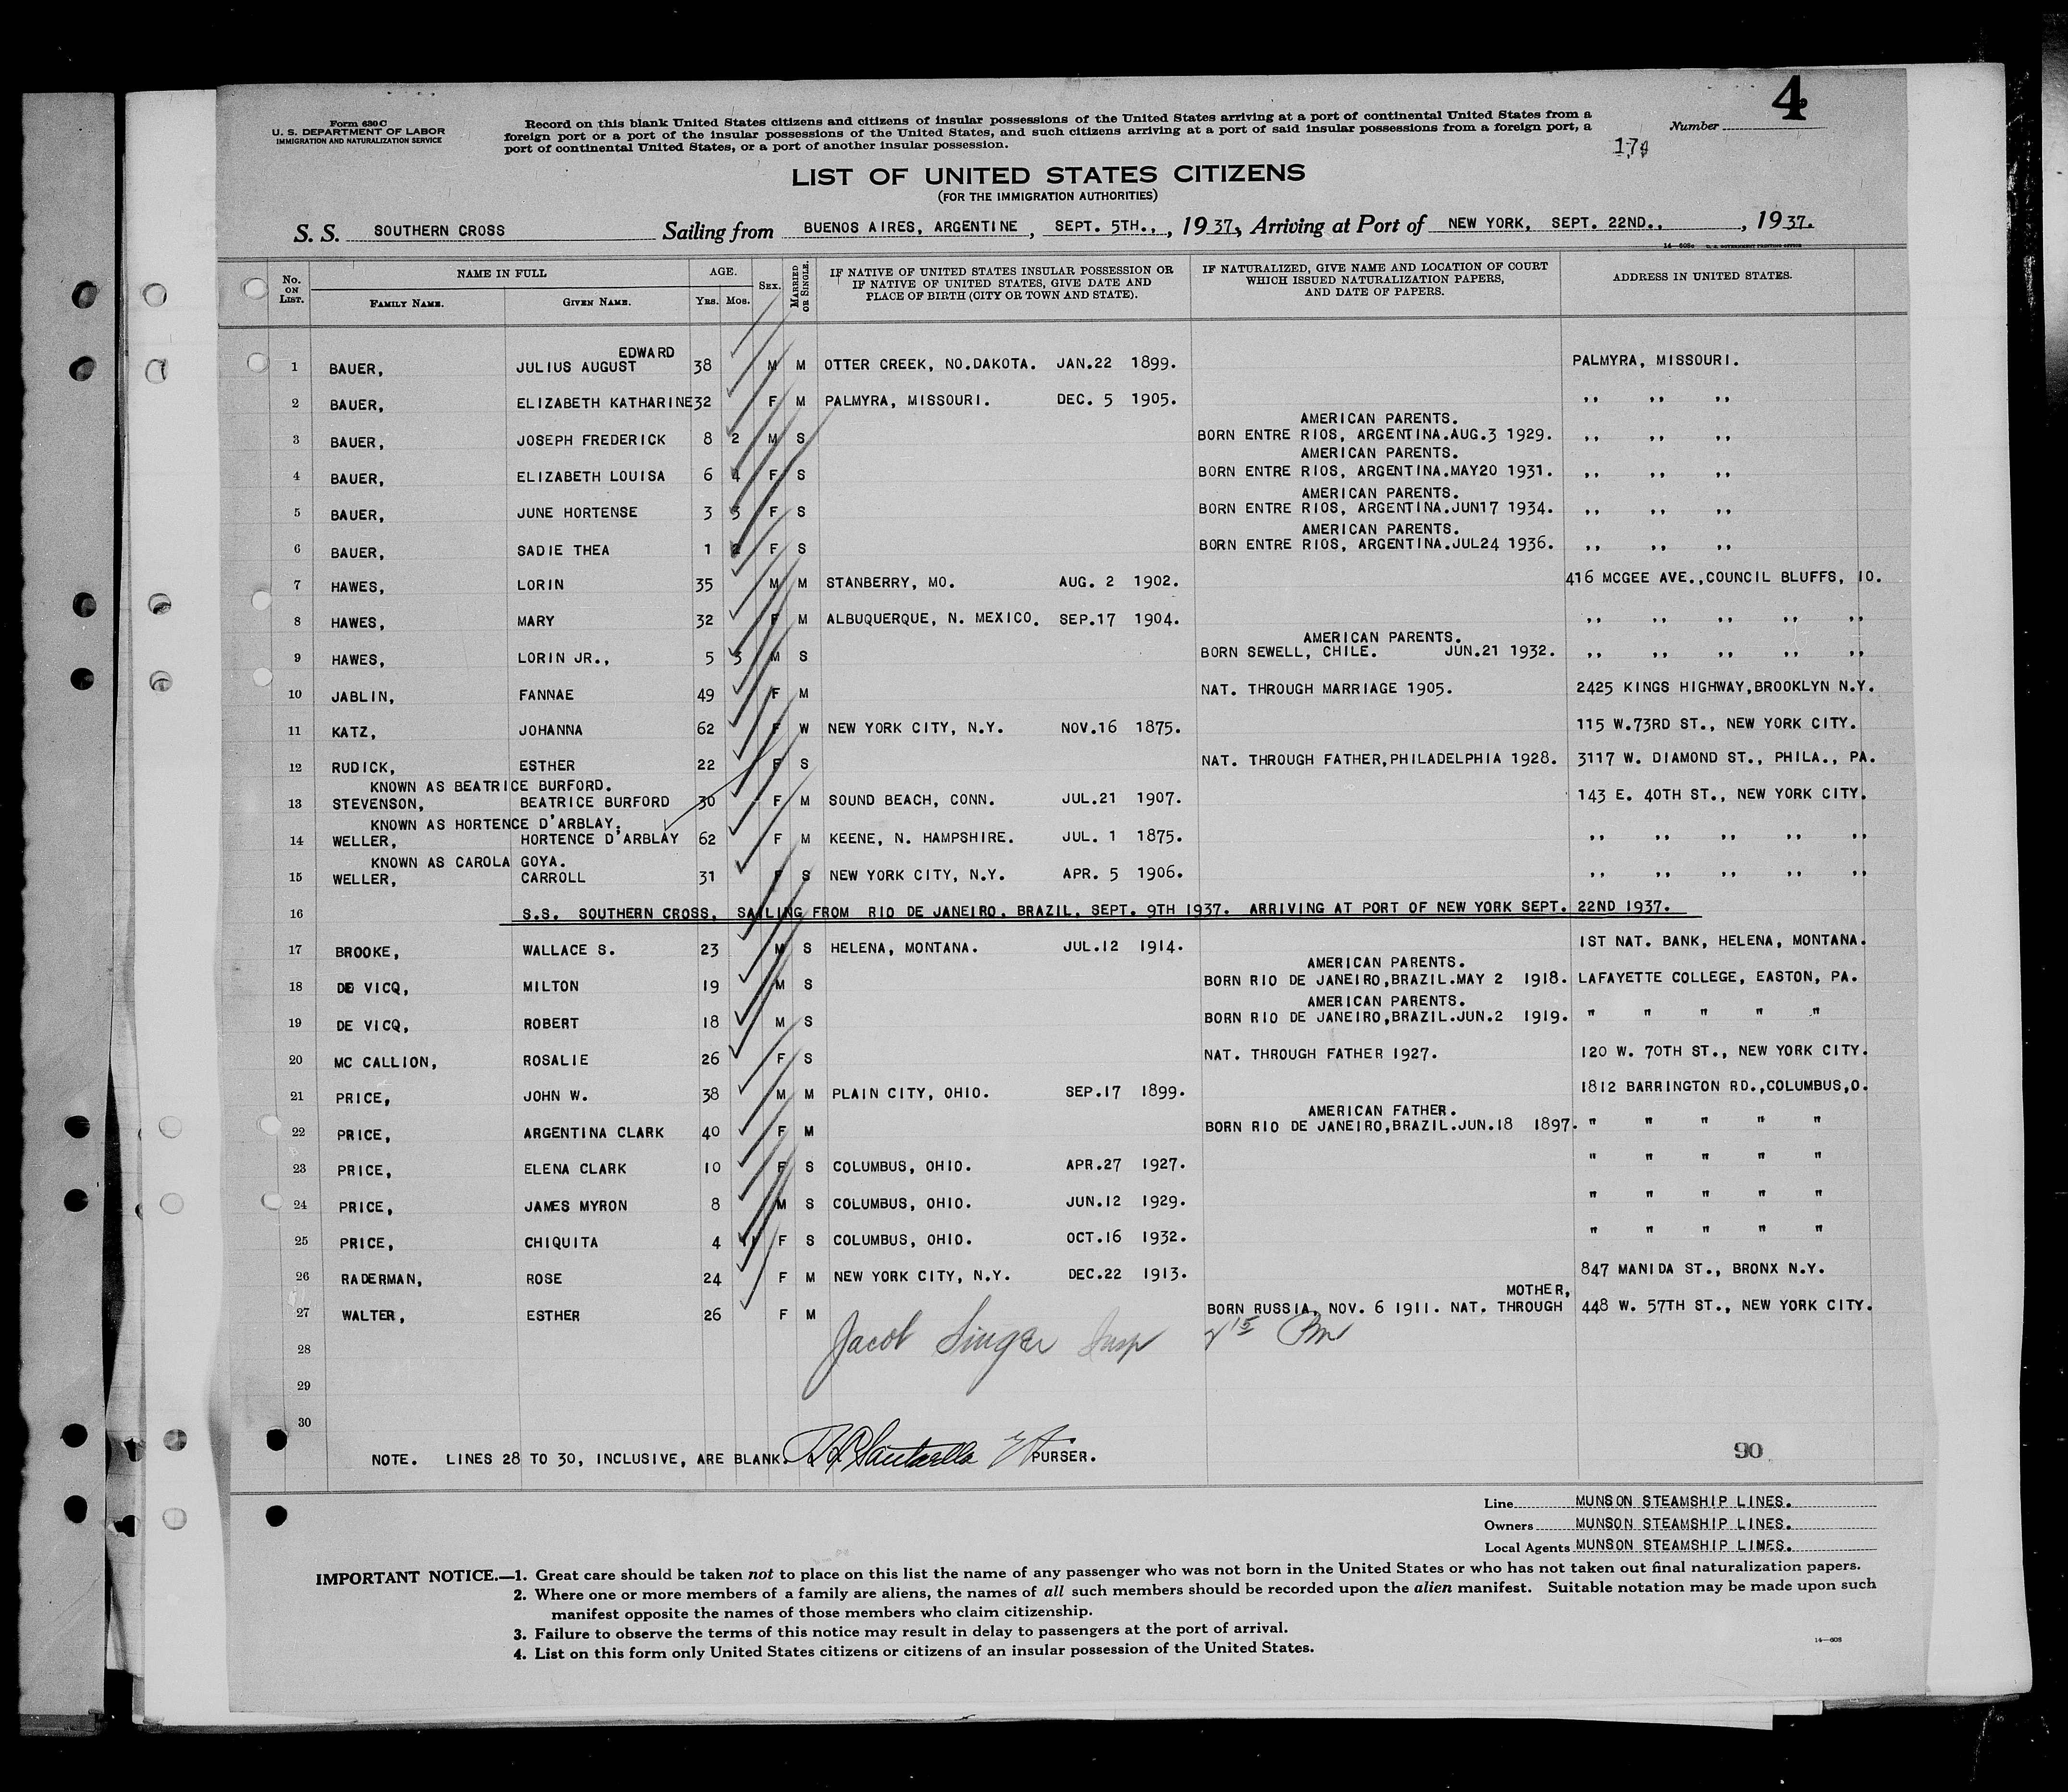 4
Form 630 C
U. S. DEPARTMENT OF LABOR
IMMIGRATION AND NATURALIZATION SERVICE
Record on this blank United States citizens and citizens of insular possessions of the United States arriving at a port of continental United States from a
foreign port or a port of the insular possessions of the United States, and such citizens arriving at a port of said insular possessions from a foreign port, a
port of continental United States, or a port of another insular possession.
Number
LIST OF UNITED STATES CITIZENS
(FOR THE IMMIGRATION AUTHORITIES)
S. S. SOUTHERN CROSS Sailing from BUENOS AIRES, ARGENTINE, SEPT. 5TH., , 1937, Arriving at Port of NEW YORK, SEPT. 22ND., , 1937.
No. ON LIST. NAME IN FULL FAMILY NAME. GIVEN NAME. AGE. Yrs. Mos. SEX. MARRIED OR SINGLE. IF NATIVE OF UNITED STATES INSULAR POSSESSION OR IF NATIVE OF UNITED STATES, GIVE DATE AND PLACE OF BIRTH (CITY OR TOWN AND STATE). IF NATURALIZED, GIVE NAME AND LOCATION OF COURT WHICH ISSUED NATURALIZATION PAPERS, AND DATE OF PAPERS. ADDRESS IN UNITED STATES.
EDWARD
1 BAUER, JULIUS AUGUST 38 M M OTTER CREEK, NO.DAKOTA. JAN.22 1899. PALMYRA, MISSOURI.
2 BAUER, ELIZABETH KATHARINE 32 F M PALMYRA, MISSOURI. DEC. 5 1905. ,, ,, ,,
AMERICAN PARENTS.
3 BAUER, JOSEPH FREDERICK 8 2 M S BORN ENTRE RIOS, ARGENTINA.AUG.3 1929. ,, ,, ,,
AMERICAN PARENTS.
4 BAUER, ELIZABETH LOUISA 6 4 F S BORN ENTRE RIOS, ARGENTINA.MAY20 1931. ,, ,, ,,
AMERICAN PARENTS.
5 BAUER, JUNE HORTENSE 3 3 F S BORN ENTRE RIOS, ARGENTINA.JUN17 1934. ,, ,, ,,
AMERICAN PARENTS.
6 BAUER, SADIE THEA 1 2 F S BORN ENTRE RIOS, ARGENTINA.JUL24 1936. ,, ,, ,,
7 HAWES, LORIN 35 M M STANBERRY, MO. AUG. 2 1902. 416 MCGEE AVE.,COUNCIL BLUFFS, IO.
8 HAWES, MARY 32 F M ALBUQUERQUE, N. MEXICO. SEP.17 1904. ,, ,, ,, ,, ,,
AMERICAN PARENTS.
9 HAWES, LORIN JR., 5 3 M S BORN SEWELL, CHILE. JUN.21 1932. ,, ,, ,, ,, ,,
10 JABLIN, FANNAE 49 F M NAT. THROUGH MARRIAGE 1905. 2425 KINGS HIGHWAY,BROOKLYN N.Y.
11 KATZ, JOHANNA 62 F W NEW YORK CITY, N.Y. NOV.16 1875. 115 W.73RD ST., NEW YORK CITY.
12 RUDICK, ESTHER 22 F S NAT. THROUGH FATHER,PHILADELPHIA 1928. 3117 W. DIAMOND ST., PHILA., PA.
KNOWN AS BEATRICE BURFORD.
13 STEVENSON, BEATRICE BURFORD 30 F M SOUND BEACH, CONN. JUL.21 1907. 143 E. 40TH ST., NEW YORK CITY.
KNOWN AS HORTENCE D'ARBLAY.
14 WELLER, HORTENCE D'ARBLAY 62 F M KEENE, N. HAMPSHIRE. JUL. 1 1875. ,, ,, ,, ,, ,,
KNOWN AS CAROLA GOYA.
15 WELLER, CARROLL 31 F S NEW YORK CITY, N.Y. APR. 5 1906. ,, ,, ,, ,, ,,
16 S.S. SOUTHERN CROSS, SAILING FROM RIO DE JANEIRO, BRAZIL, SEPT. 9TH 1937. ARRIVING AT PORT OF NEW YORK SEPT. 22ND 1937.
17 BROOKE, WALLACE S. 23 M S HELENA, MONTANA. JUL.12 1914. 1ST NAT. BANK, HELENA, MONTANA.
AMERICAN PARENTS.
18 DE VICQ, MILTON 19 M S BORN RIO DE JANEIRO,BRAZIL.MAY 2 1918. LAFAYETTE COLLEGE, EASTON, PA.
AMERICAN PARENTS.
19 DE VICQ, ROBERT 18 M S BORN RIO DE JANEIRO,BRAZIL.JUN.2 1919. " " " " "
20 MC CALLION, ROSALIE 26 F S NAT. THROUGH FATHER 1927. 120 W. 70TH ST., NEW YORK CITY.
21 PRICE, JOHN W. 38 M M PLAIN CITY, OHIO. SEP.17 1899. 1812 BARRINGTON RD.,COLUMBUS,O.
AMERICAN FATHER.
22 PRICE, ARGENTINA CLARK 40 F M BORN RIO DE JANEIRO,BRAZIL.JUN.18 1897. " " " " "
23 PRICE, ELENA CLARK 10 F S COLUMBUS, OHIO. APR.27 1927. " " " " "
24 PRICE, JAMES MYRON 8 M S COLUMBUS, OHIO. JUN.12 1929. " " " " "
25 PRICE, CHIQUITA 4 11 F S COLUMBUS, OHIO. OCT.16 1932. " " " " "
26 RADERMAN, ROSE 24 F M NEW YORK CITY, N.Y. DEC.22 1913. 847 MANIDA ST., BRONX N.Y.
MOTHER,
27 WALTER, ESTHER 26 F M BORN RUSSIA, NOV. 6 1911. NAT. THROUGH 448 W. 57TH ST., NEW YORK CITY.
28 Jacob Singer Insp
29
30
NOTE. LINES 28 TO 30, INCLUSIVE, ARE BLANK. PURSER.
90
Line MUNSON STEAMSHIP LINES.
Owners MUNSON STEAMSHIP LINES.
Local Agents MUNSON STEAMSHIP LINES.
IMPORTANT NOTICE.—1. Great care should be taken not to place on this list the name of any passenger who was not born in the United States or who has not taken out final naturalization papers.
2. Where one or more members of a family are aliens, the names of all such members should be recorded upon the alien manifest. Suitable notation may be made upon such
manifest opposite the names of those members who claim citizenship.
3. Failure to observe the terms of this notice may result in delay to passengers at the port of arrival.
4. List on this form only United States citizens or citizens of an insular possession of the United States.
14—608